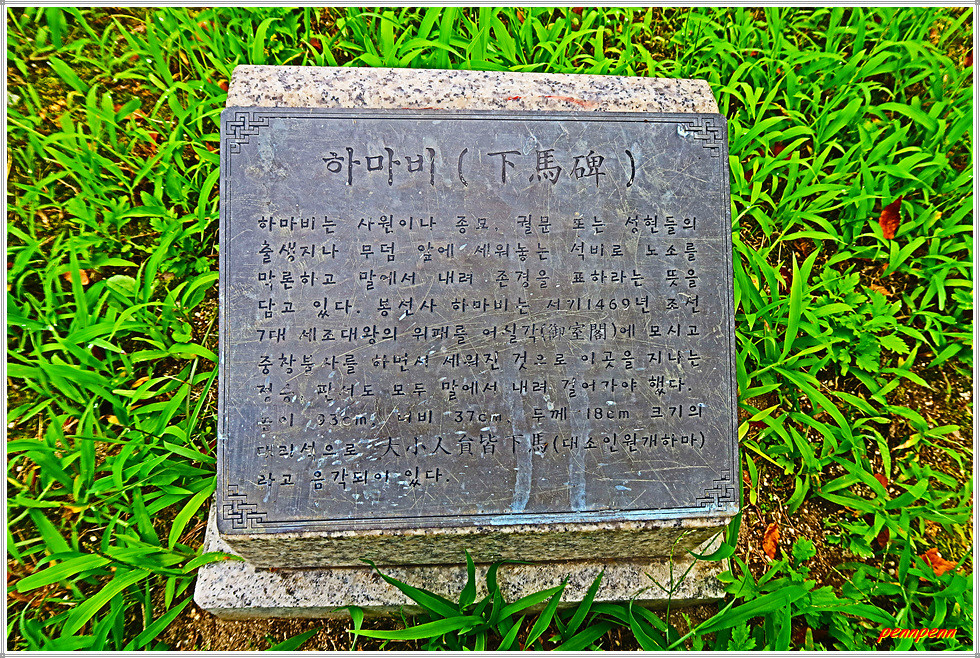 하마비(下馬碑)
하마비는 사원이나 종묘, 궐문 또는 성현들의
출생지나 무덤 앞에 세워놓는 석비로 노소를
막론하고 말에서 내려 존경을 표하라는 뜻을
담고 있다. 봉선사 하마비는 서기1469년 조선
7대 세조대왕의 위패를 어실각(御室閣)에 모시고
중창불사를 하면서 세워진 것으로 이곳을 지나는
정승, 판서도 모두 말에서 내려 걸어가야 했다.
높이 93cm, 너비 37cm, 두께 18cm 크기의
대리석으로 大小人員皆下馬(대소인원개하마)
라고 음각되어 있다.
pennpenn